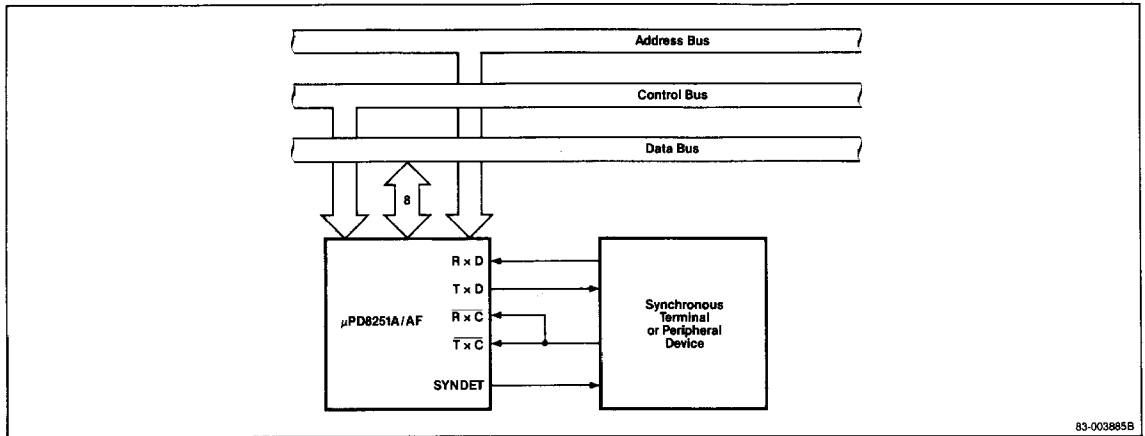 Address Bus
Control Bus
Data Bus
8
R × D
T × D
μPD8251A/AF
R × C
T × C
SYNDET
Synchronous
Terminal
or Peripheral
Device
83-003885B